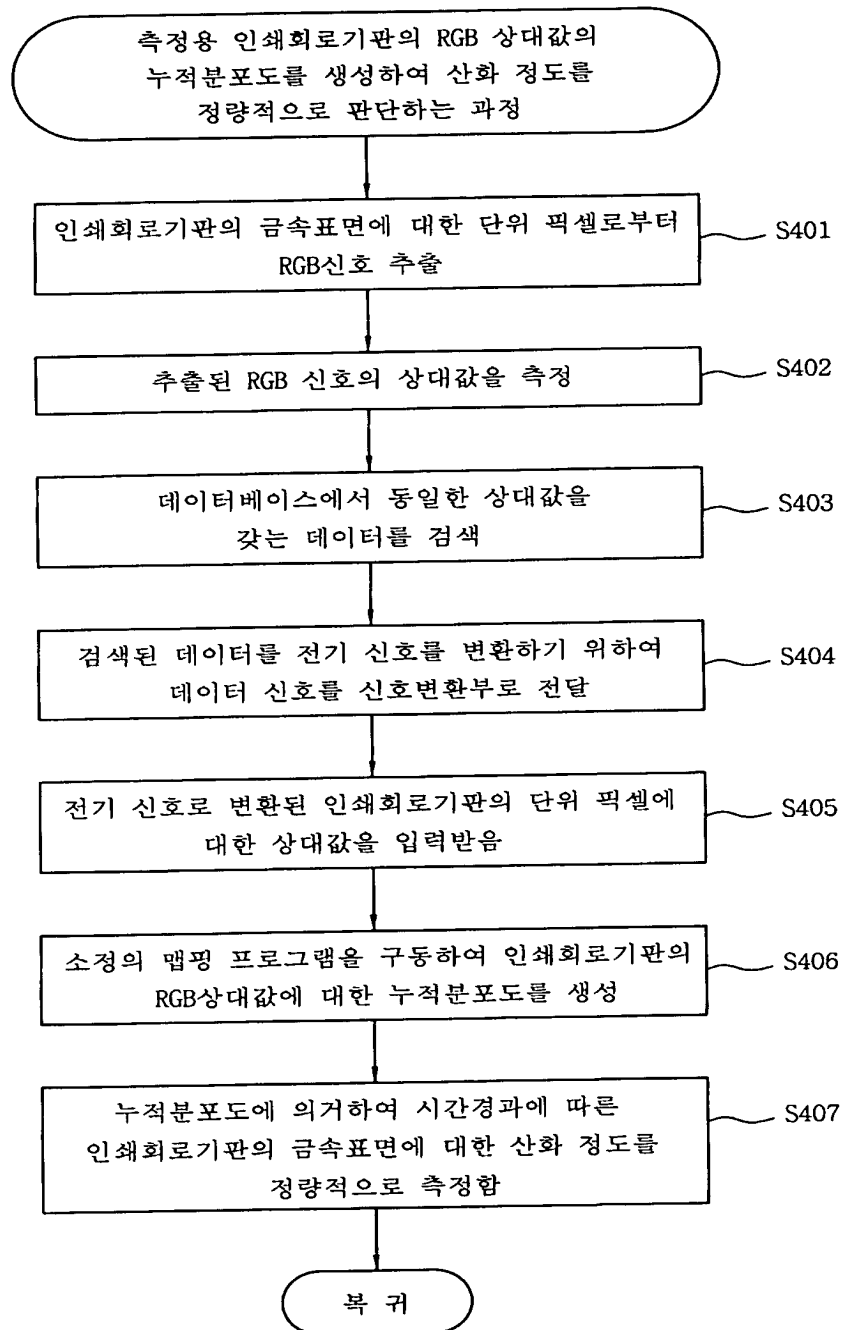 측정용 인쇄회로기판의 RGB 상대값의
누적분포도를 생성하여 산화 정도를
정량적으로 판단하는 과정
인쇄회로기판의 금속표면에 대한 단위 픽셀로부터
RGB신호 추출
S401
추출된 RGB 신호의 상대값을 측정
S402
데이터베이스에서 동일한 상대값을
갖는 데이터를 검색
S403
검색된 데이터를 전기 신호를 변환하기 위하여
데이터 신호를 신호변환부로 전달
S404
전기 신호로 변환된 인쇄회로기판의 단위 픽셀에
대한 상대값을 입력받음
S405
소정의 맵핑 프로그램을 구동하여 인쇄회로기판의
RGB상대값에 대한 누적분포도를 생성
S406
누적분포도에 의거하여 시간경과에 따른
인쇄회로기판의 금속표면에 대한 산화 정도를
정량적으로 측정함
S407
복 귀